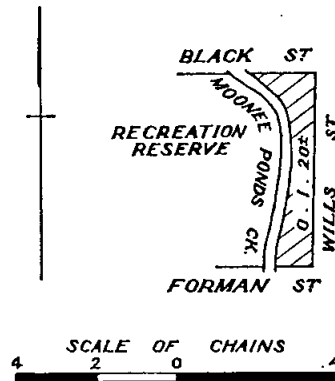 BLACK ST
MOONEE PONDS CK.
RECREATION
RESERVE
0 . 1 . 20±
WILLS ST
FORMAN ST
SCALE OF CHAINS
4 2 0 4